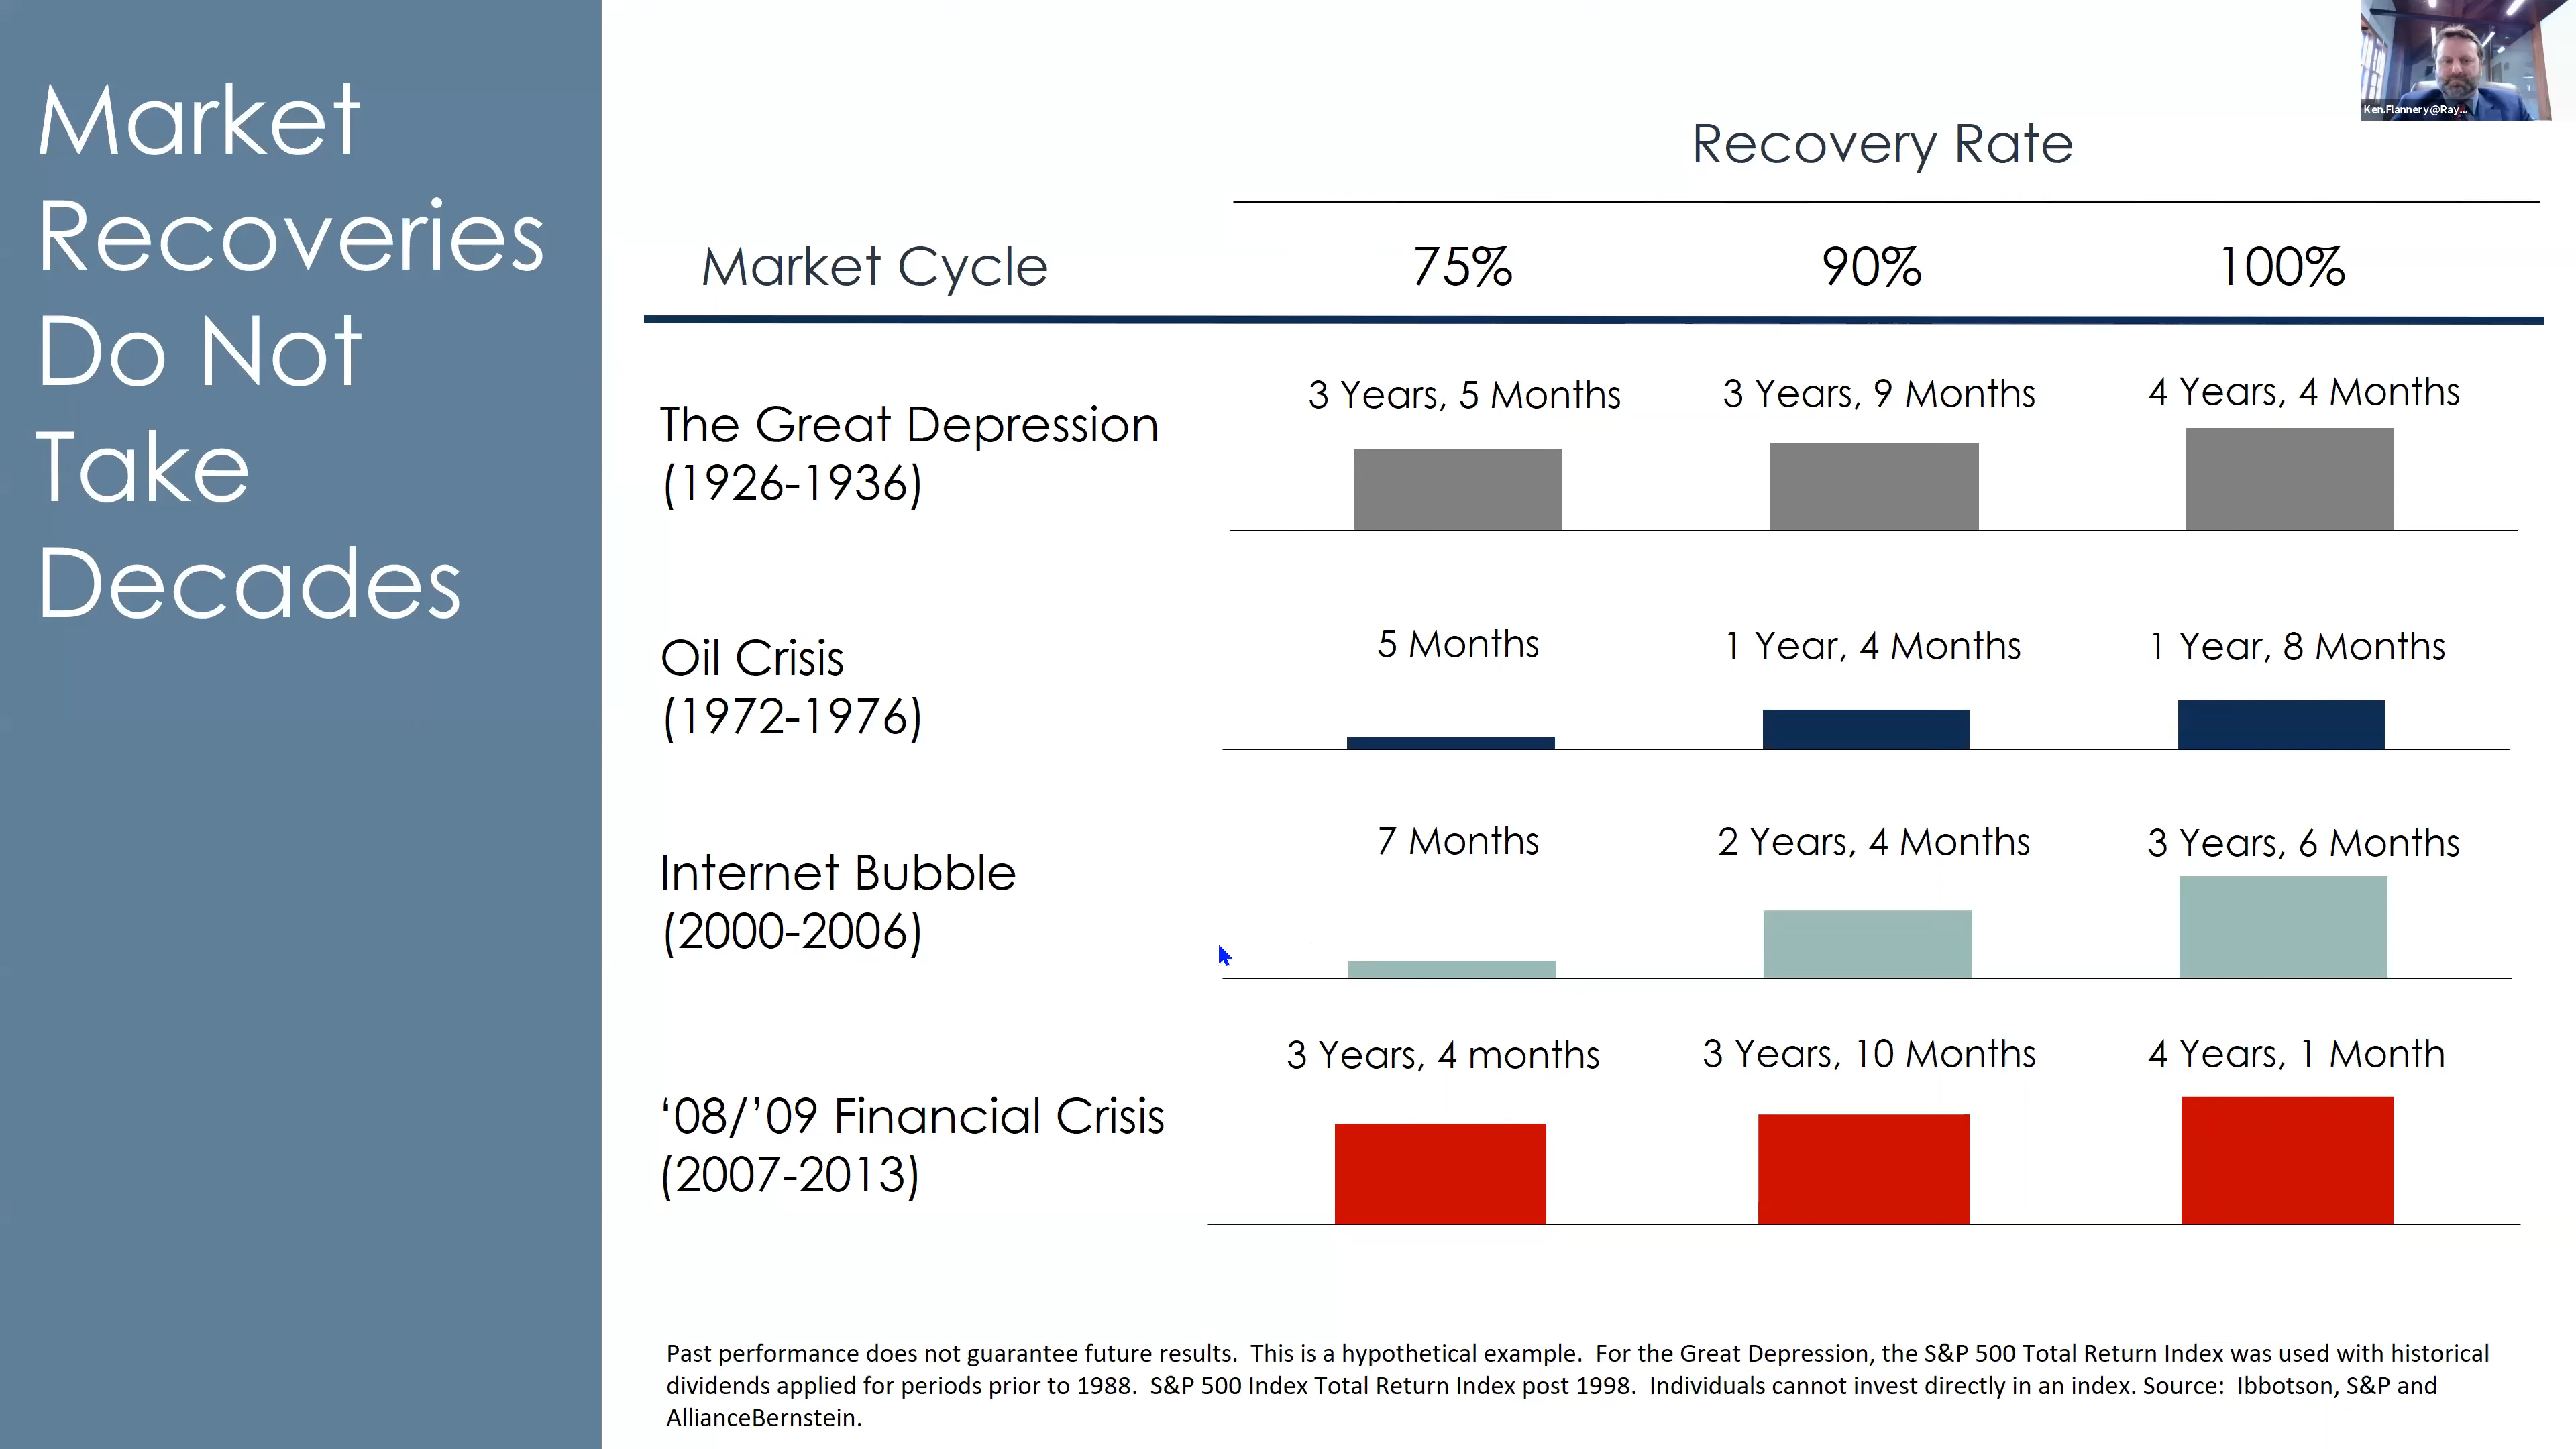 Market
Recoveries
Do Not
Take
Decades
Ken.Flannery@Ray...
Recovery Rate
Market Cycle 75% 90% 100%
The Great Depression
(1926-1936)
3 Years, 5 Months 3 Years, 9 Months 4 Years, 4 Months
Oil Crisis
(1972-1976)
5 Months 1 Year, 4 Months 1 Year, 8 Months
Internet Bubble
(2000-2006)
7 Months 2 Years, 4 Months 3 Years, 6 Months
‘08/’09 Financial Crisis
(2007-2013)
3 Years, 4 months 3 Years, 10 Months 4 Years, 1 Month
Past performance does not guarantee future results. This is a hypothetical example. For the Great Depression, the S&P 500 Total Return Index was used with historical
dividends applied for periods prior to 1988. S&P 500 Index Total Return Index post 1998. Individuals cannot invest directly in an index. Source: Ibbotson, S&P and
AllianceBernstein.